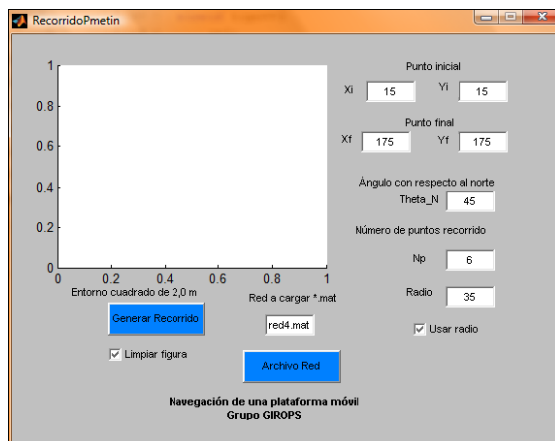 RecorridoPmetin
1
0.8
0.6
0.4
0.2
0
0 0.2 0.4 0.6 0.8 1
Entorno cuadrado de 2,0 m
Generar Recorrido
Limpiar figura
Red a cargar *.mat
red4.mat
Archivo Red
Punto inicial
Xi 15 Yi 15
Punto final
Xf 175 Yf 175
Ángulo con respecto al norte
Theta_N 45
Número de puntos recorrido
Np 6
Radio 35
Usar radio
Navegación de una plataforma móvil
Grupo GIROPS